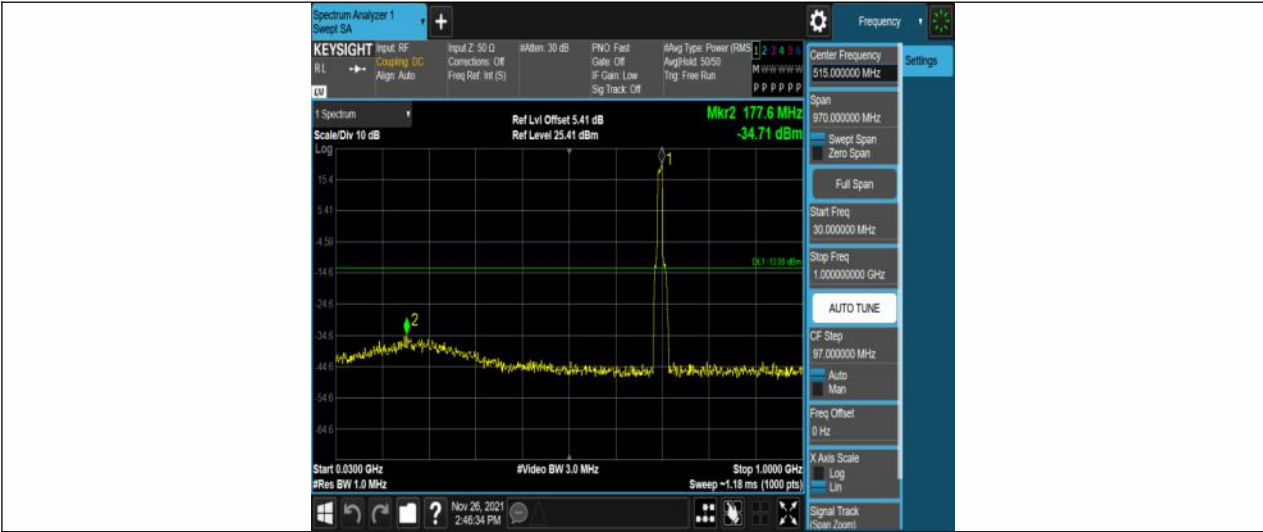 Spectrum Analyzer 1
Swept SA
+
Frequency
KEYSIGHT
Input: RF
Coupling: DC
Align: Auto
RL
LW
Input Z: 50 Ω
Corrections: Off
Freq Ref: Int (S)
#Atten: 30 dB
PNO: Fast
Gate: Off
IF Gain: Low
Sig Track: Off
#Avg Type: Power (RMS
Avg|Hold: 50/50
Trig: Free Run
1 2 3 4 5 6
M W W W W W
P P P P P P
Center Frequency
515.000000 MHz
Settings
Span
970.000000 MHz
Swept Span
Zero Span
Full Span
Start Freq
30.000000 MHz
Stop Freq
1.000000000 GHz
AUTO TUNE
CF Step
97.000000 MHz
Auto
Man
Freq Offset
0 Hz
X Axis Scale
Log
Lin
Signal Track
(Span Zoom)
1 Spectrum
Scale/Div 10 dB
Log
Ref Lvl Offset 5.41 dB
Ref Level 25.41 dBm
Mkr2 177.6 MHz
-34.71 dBm
1
15.4
5.41
-4.59
DL1 -13.00 dBm
-14.6
-24.6
2
-34.6
-44.6
-54.6
-64.6
Start 0.0300 GHz
#Video BW 3.0 MHz
Stop 1.0000 GHz
#Res BW 1.0 MHz
Sweep ~1.18 ms (1000 pts)
?
Nov 26, 2021
2:46:34 PM